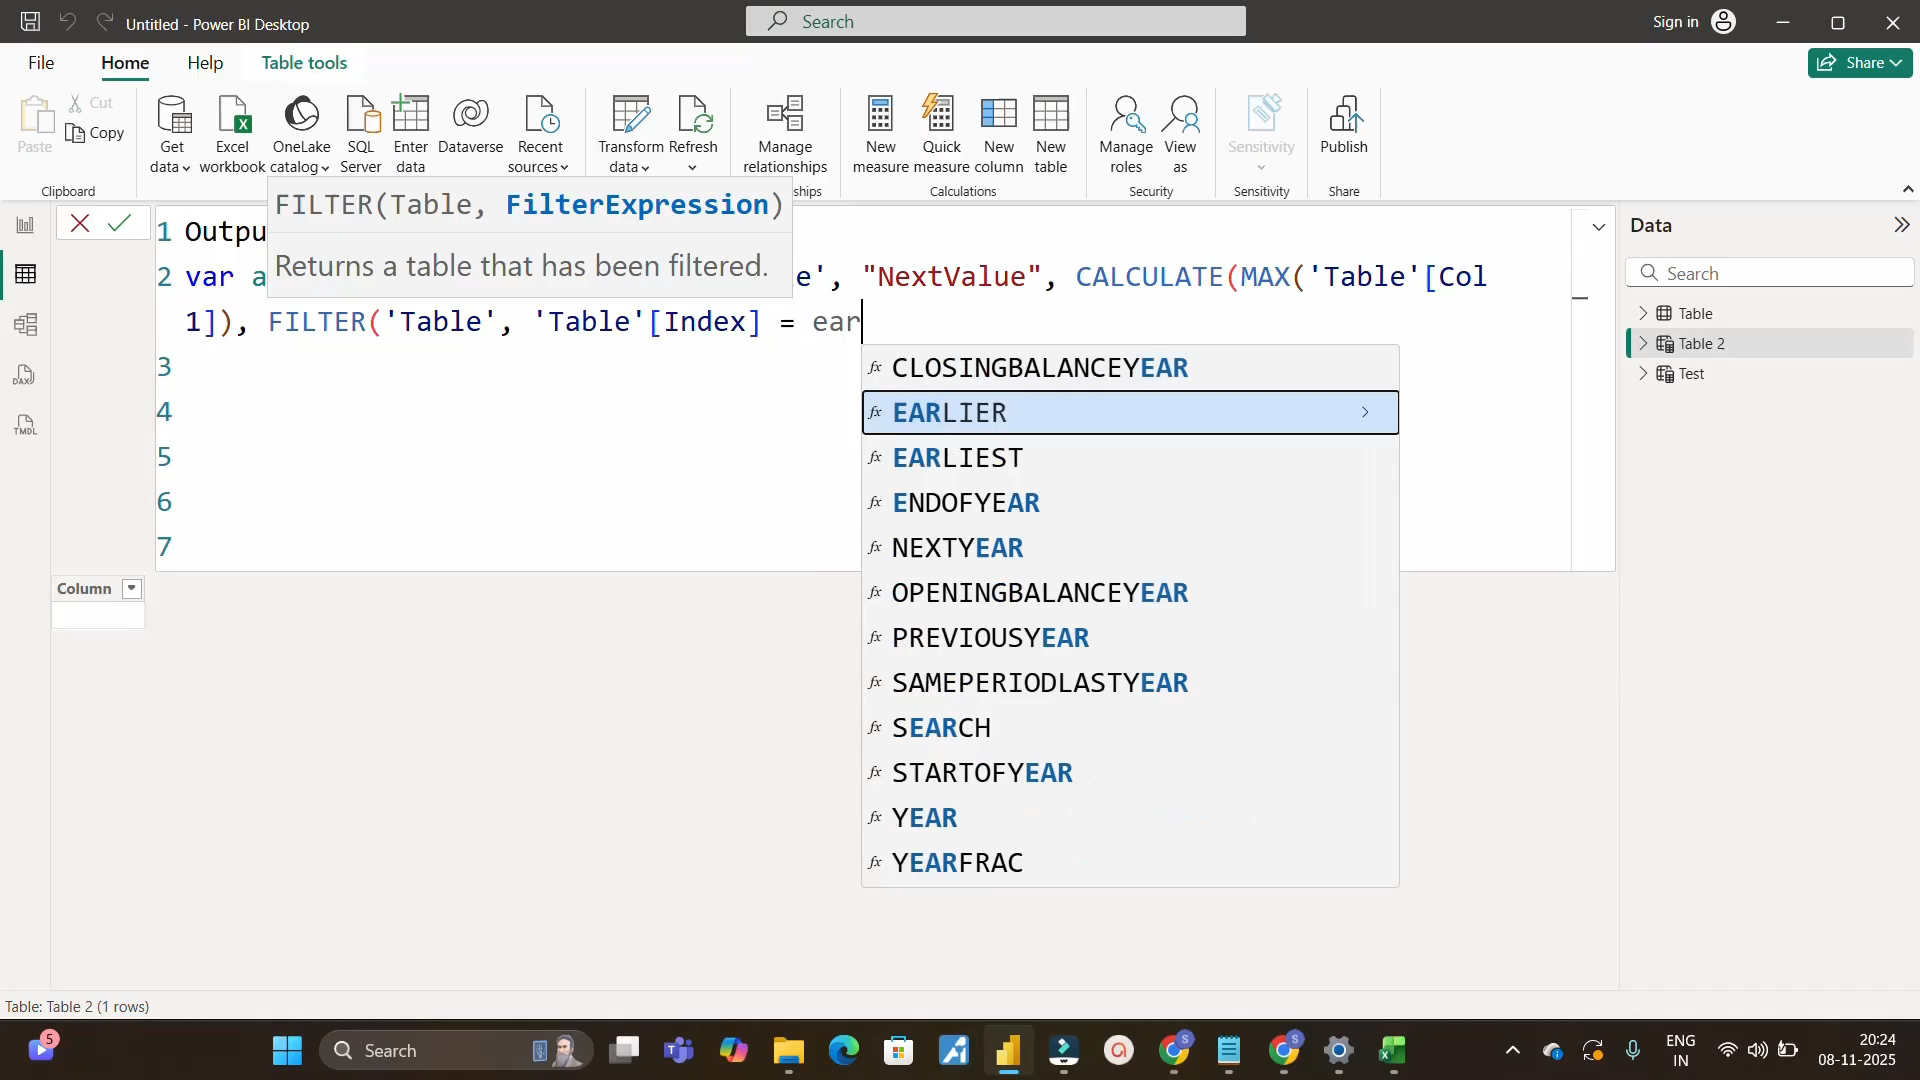 Untitled - Power BI Desktop
Search
Sign in
File
Home
Help
Table tools
Share
Paste
Cut
Copy
Get data
Excel workbook
OneLake catalog
SQL Server
Enter data
Dataverse
Recent sources
Transform data
Refresh
Manage relationships
New measure
Quick measure
New column
New table
Manage roles
View as
Sensitivity
Publish
Clipboard
Calculations
Security
Sensitivity
Share
FILTER(Table, FilterExpression)
Returns a table that has been filtered.
1 Outpu
2 var a e', "NextValue", CALCULATE(MAX('Table'[Col
1]), FILTER('Table', 'Table'[Index] = ear
3
4
5
6
7
CLOSINGBALANCEYEAR
EARLIER
EARLIEST
ENDOFYEAR
NEXTYEAR
OPENINGBALANCEYEAR
PREVIOUSYEAR
SAMEPERIODLASTYEAR
SEARCH
STARTOFYEAR
YEAR
YEARFRAC
Column
Data
Search
Table
Table 2
Test
Table: Table 2 (1 rows)
5
Search
ENG
IN
20:24
08-11-2025